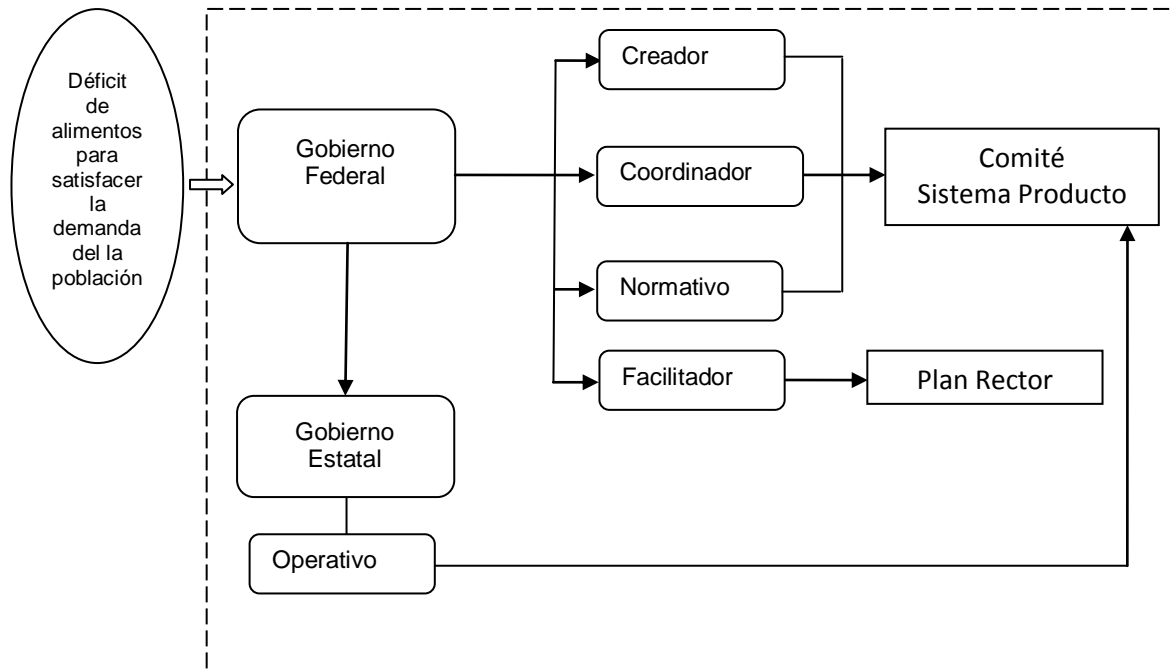 Déficit
de
alimentos
para
satisfacer
la
demanda
del la
población
Gobierno
Federal
Creador
Coordinador
Normativo
Facilitador
Comité
Sistema Producto
Plan Rector
Gobierno
Estatal
Operativo